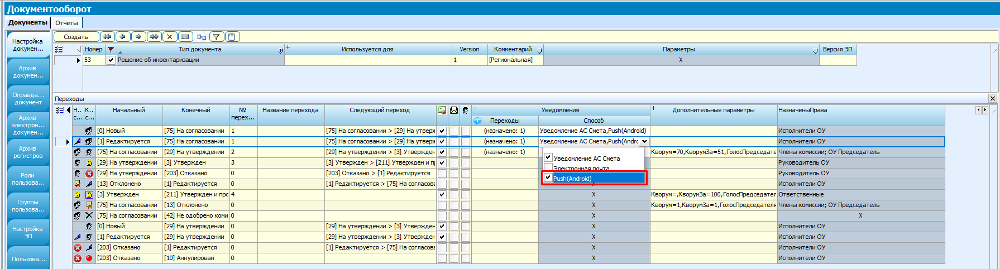 Документооборот
Документы Отчеты
Создать
Настройка докумен...
Архив докумен...
Оправда... документ
Архив электрон... докумен...
Архив регистров
Роли пользова...
Группы пользова...
Настройка ЭП
Пользова...
Номер Тип документа Используется для Version Комментарий Параметры Версия ЭП
53 Решение об инвентаризации 1 [Региональная] X
Переходы
Н.. с... К.. с... Начальный Конечный № перех... Название перехода Следующий переход Уведомления Дополнительные параметры НазначеныПрава
Переходы Способ
[0] Новый [75] На согласовании 1 [75] На согласовании > [29] На утверж (назначено: 1) Уведомление АС Смета,Push(Android) Исполнители ОУ
[1] Редактируется [75] На согласовании 1 [75] На согласовании > [29] На утверж (назначено: 1) Уведомление АС Смета,Push(Andrc Исполнители ОУ
[75] На согласовании [29] На утверждении 2 [29] На утверждении > [3] Утвержден (назначено: 1) Кворум=70,КворумЗа=51,ГолосПредседате Члены комиссии; ОУ Председатель
[29] На утверждении [3] Утвержден 3 [3] Утвержден > [211] Утвержден и п Руководитель ОУ
[29] На утверждении [203] Отказано 0 [203] Отказано > [1] Редактируется Руководитель ОУ
[13] Отклонено [1] Редактируется 0 [1] Редактируется > [75] На согласова X Исполнители ОУ
[3] Утвержден [211] Утвержден и про 4 X Кворум=,КворумЗа=100,ГолосПредседател Ответственные
[75] На согласовании [13] Отклонено 0 X Кворум=1,КворумЗа=1,ГолосПредседателя Члены комиссии; ОУ Председатель
[75] На согласовании [42] Не одобрено коми 0 X X
[0] Новый [29] На утверждении 0 [29] На утверждении > [3] Утвержден X Исполнители ОУ
[1] Редактируется [29] На утверждении 0 [29] На утверждении > [3] Утвержден X Исполнители ОУ
[203] Отказано [1] Редактируется 0 [1] Редактируется > [75] На согласова X Исполнители ОУ
[203] Отказано [10] Аннулирован 0 X Исполнители ОУ
Уведомление АС Смета
Электронная почта
Push(Android)